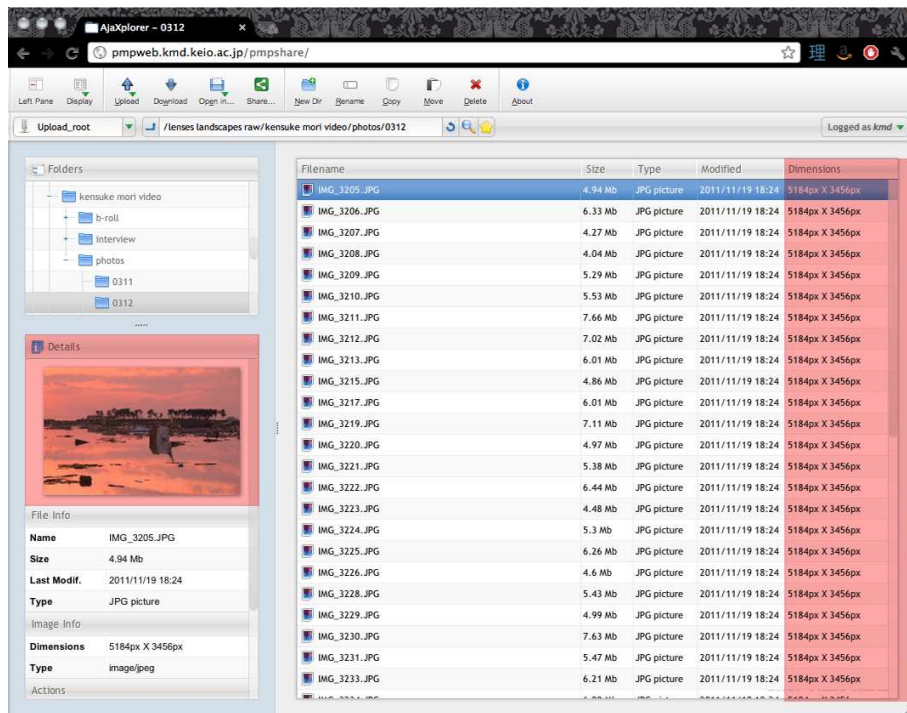 AjaXplorer - 0312
pmpweb.kmd.keio.ac.jp/pmpshare/
理
Left Pane Display Upload Download Open in... Share... New Dir Rename Copy Move Delete About
Upload_root /lenses landscapes raw/kensuke mori video/photos/0312 Logged as kmd
Folders
kensuke mori video
b-roll
interview
photos
0311
0312
Details
File Info
Name IMG_3205.JPG
Size 4.94 Mb
Last Modif. 2011/11/19 18:24
Type JPG picture
Image Info
Dimensions 5184px X 3456px
Type image/jpeg
Actions
Filename Size Type Modified Dimensions
IMG_3205.JPG 4.94 Mb JPG picture 2011/11/19 18:24 5184px X 3456px
IMG_3206.JPG 6.33 Mb JPG picture 2011/11/19 18:24 5184px X 3456px
IMG_3207.JPG 4.27 Mb JPG picture 2011/11/19 18:24 5184px X 3456px
IMG_3208.JPG 4.04 Mb JPG picture 2011/11/19 18:24 5184px X 3456px
IMG_3209.JPG 5.29 Mb JPG picture 2011/11/19 18:24 5184px X 3456px
IMG_3210.JPG 5.53 Mb JPG picture 2011/11/19 18:24 5184px X 3456px
IMG_3211.JPG 7.66 Mb JPG picture 2011/11/19 18:24 5184px X 3456px
IMG_3212.JPG 7.02 Mb JPG picture 2011/11/19 18:24 5184px X 3456px
IMG_3213.JPG 6.01 Mb JPG picture 2011/11/19 18:24 5184px X 3456px
IMG_3215.JPG 4.86 Mb JPG picture 2011/11/19 18:24 5184px X 3456px
IMG_3217.JPG 6.01 Mb JPG picture 2011/11/19 18:24 5184px X 3456px
IMG_3219.JPG 7.11 Mb JPG picture 2011/11/19 18:24 5184px X 3456px
IMG_3220.JPG 4.97 Mb JPG picture 2011/11/19 18:24 5184px X 3456px
IMG_3221.JPG 5.38 Mb JPG picture 2011/11/19 18:24 5184px X 3456px
IMG_3222.JPG 6.44 Mb JPG picture 2011/11/19 18:24 5184px X 3456px
IMG_3223.JPG 4.48 Mb JPG picture 2011/11/19 18:24 5184px X 3456px
IMG_3224.JPG 5.3 Mb JPG picture 2011/11/19 18:24 5184px X 3456px
IMG_3225.JPG 6.26 Mb JPG picture 2011/11/19 18:24 5184px X 3456px
IMG_3226.JPG 4.6 Mb JPG picture 2011/11/19 18:24 5184px X 3456px
IMG_3228.JPG 5.43 Mb JPG picture 2011/11/19 18:24 5184px X 3456px
IMG_3229.JPG 4.99 Mb JPG picture 2011/11/19 18:24 5184px X 3456px
IMG_3230.JPG 7.63 Mb JPG picture 2011/11/19 18:24 5184px X 3456px
IMG_3231.JPG 5.47 Mb JPG picture 2011/11/19 18:24 5184px X 3456px
IMG_3233.JPG 6.21 Mb JPG picture 2011/11/19 18:24 5184px X 3456px